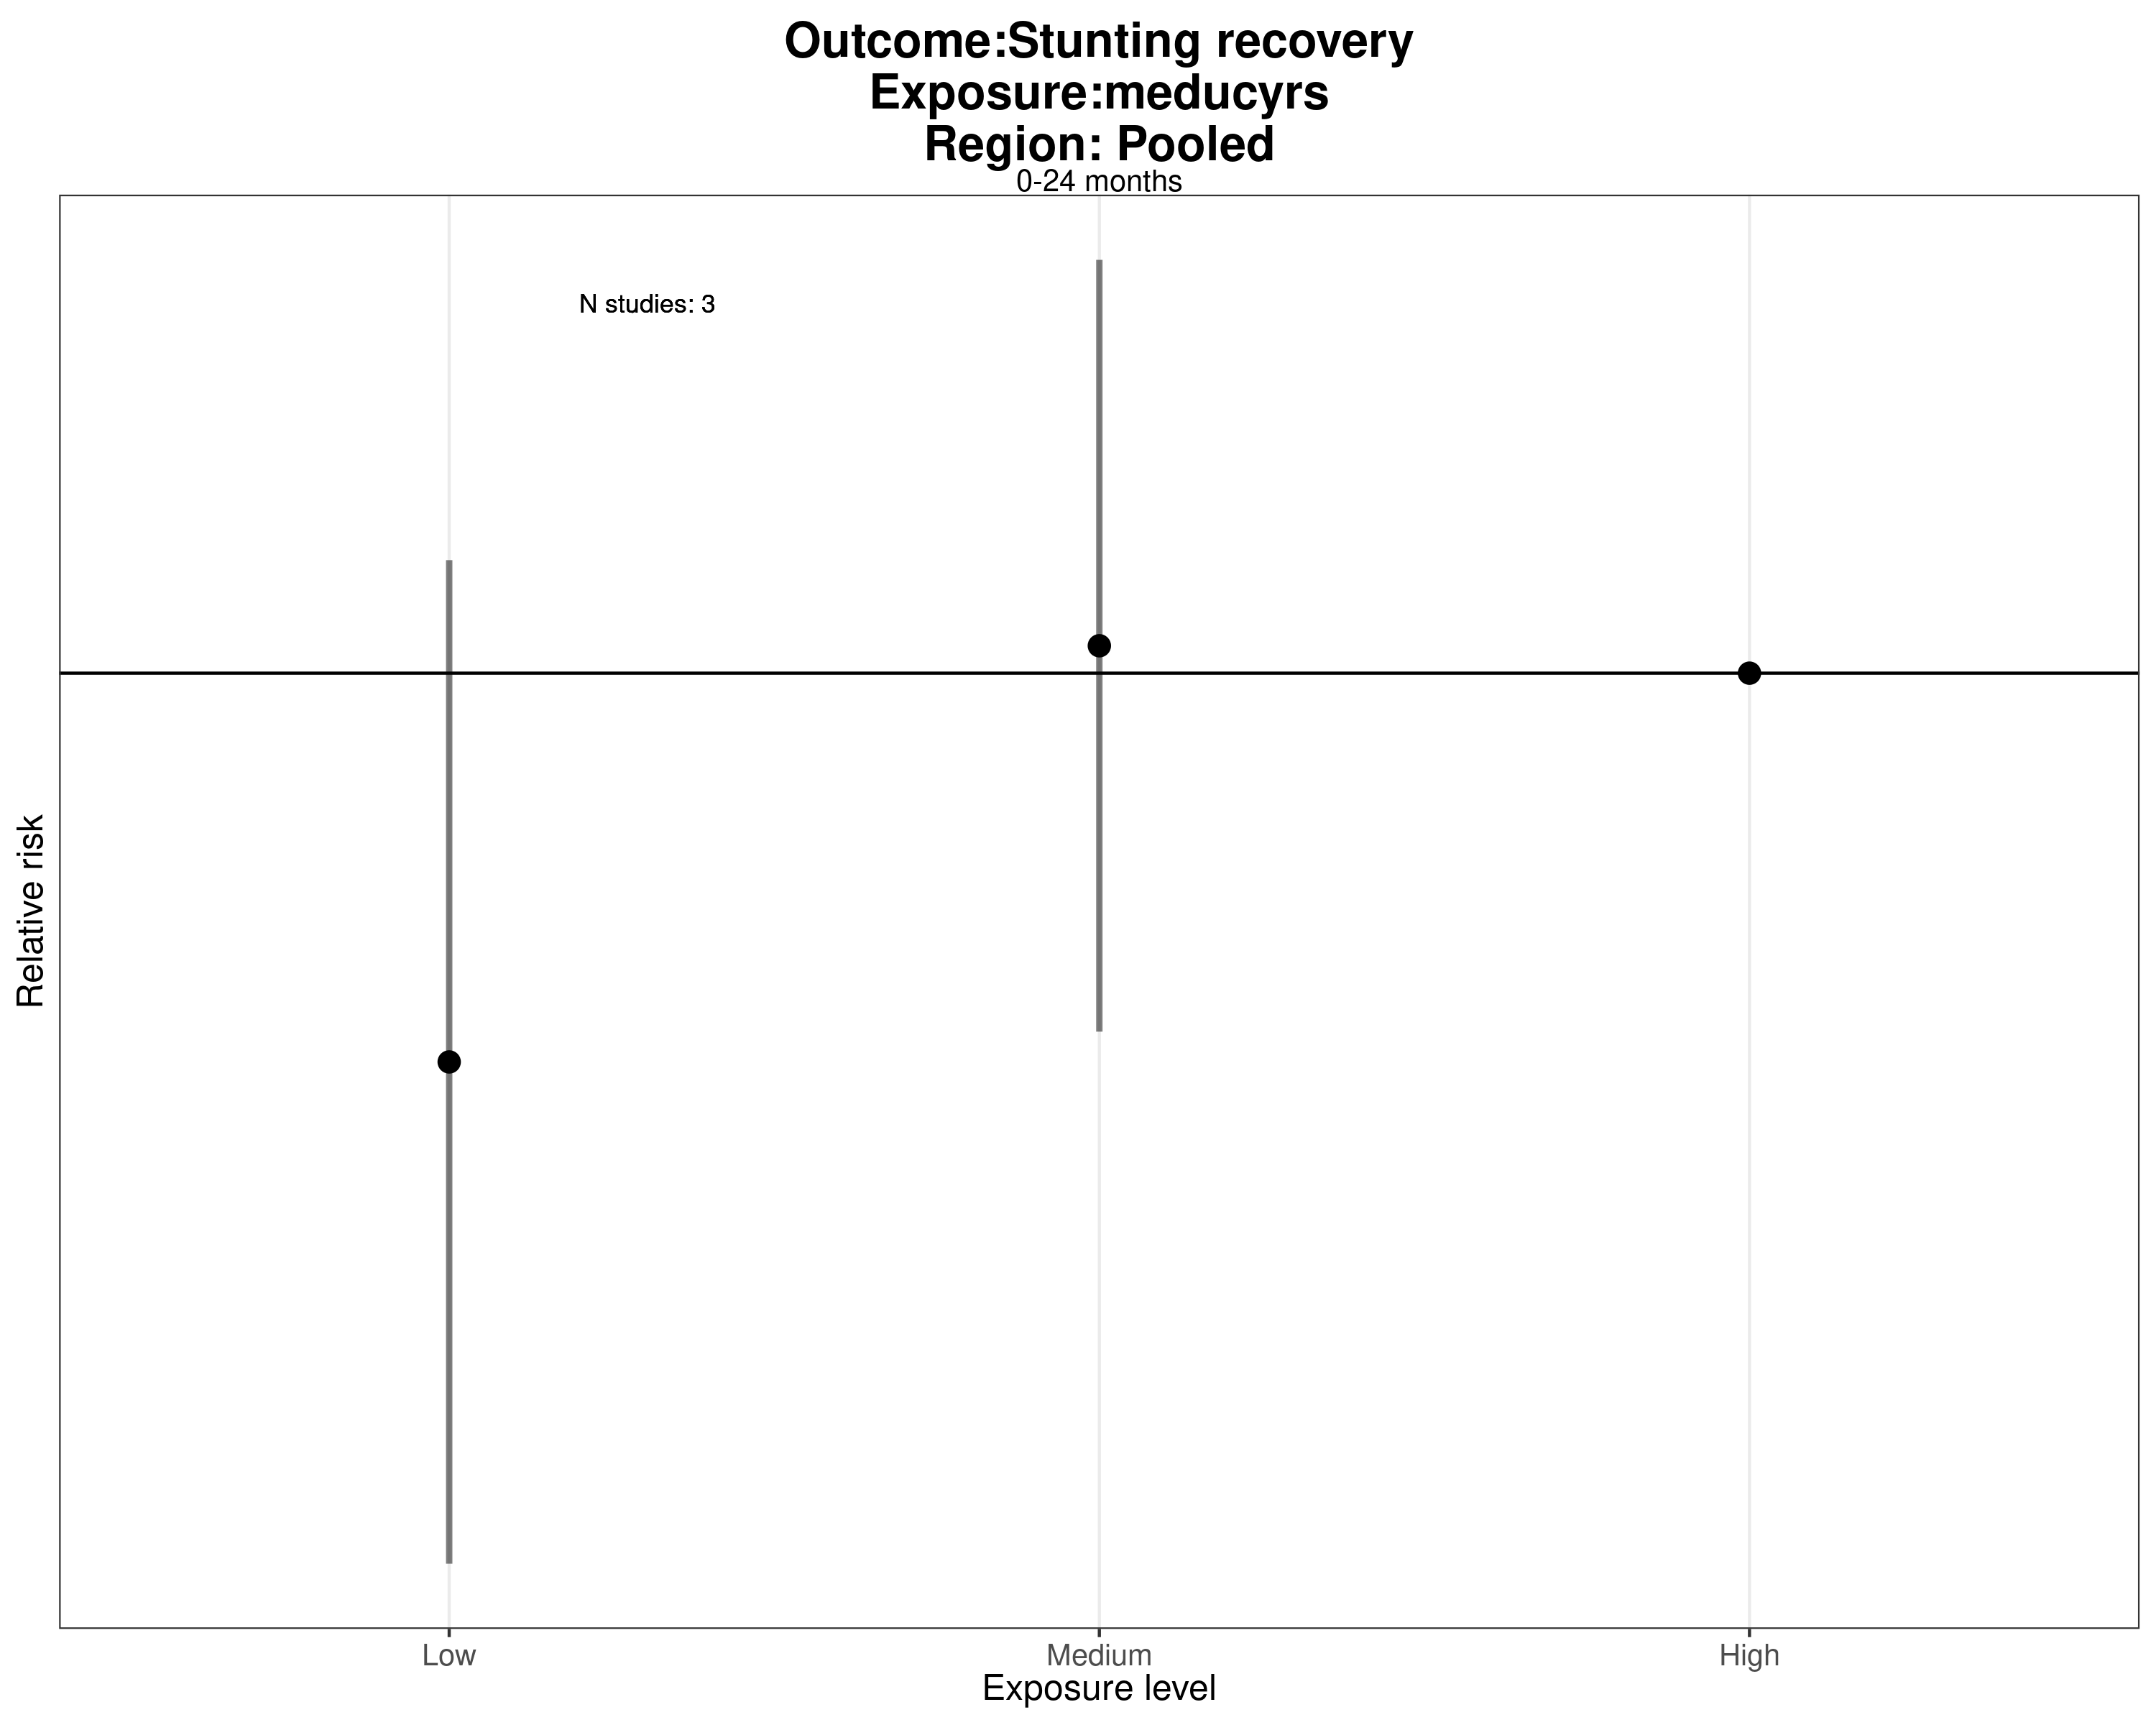 Outcome:Stunting recovery
Exposure:meducyrs
Region: Pooled
0-24 months
N studies: 3
Relative risk
Low
Medium
High
Exposure level